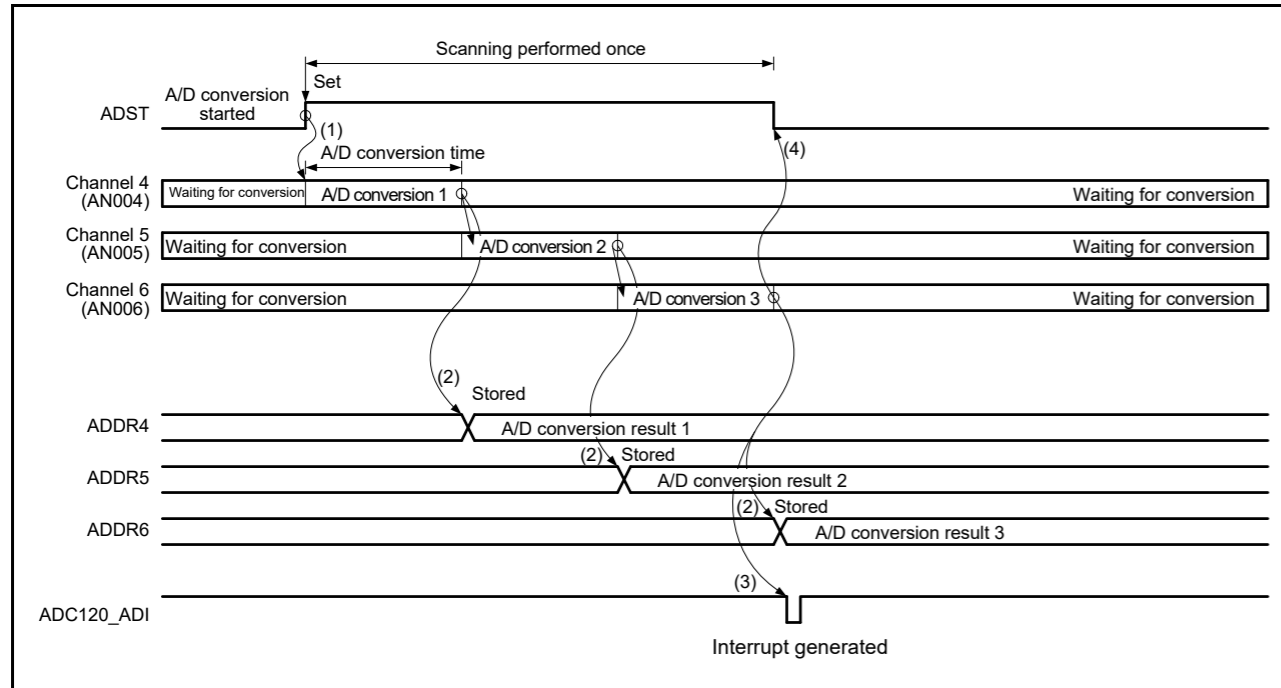 Scanning performed once
Set
A/D conversion
started
ADST
(1)
A/D conversion time
(4)
Channel 4
(AN004)
Waiting for conversion
A/D conversion 1
Waiting for conversion
Channel 5
(AN005)
Waiting for conversion
A/D conversion 2
Waiting for conversion
Channel 6
(AN006)
Waiting for conversion
A/D conversion 3
Waiting for conversion
(2)
Stored
ADDR4
A/D conversion result 1
(2)
Stored
ADDR5
A/D conversion result 2
(2)
Stored
ADDR6
A/D conversion result 3
(3)
ADC120_ADI
Interrupt generated